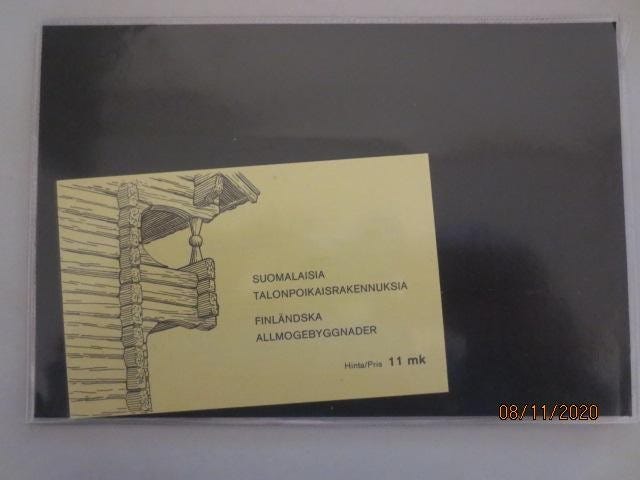 SUOMALAISIA
TALONPOIKAISRAKENNUKSIA
FINLÄNDSKA
ALLMOGEBYGGNADER
Hinta/Pris 11 mk
08/11/2020